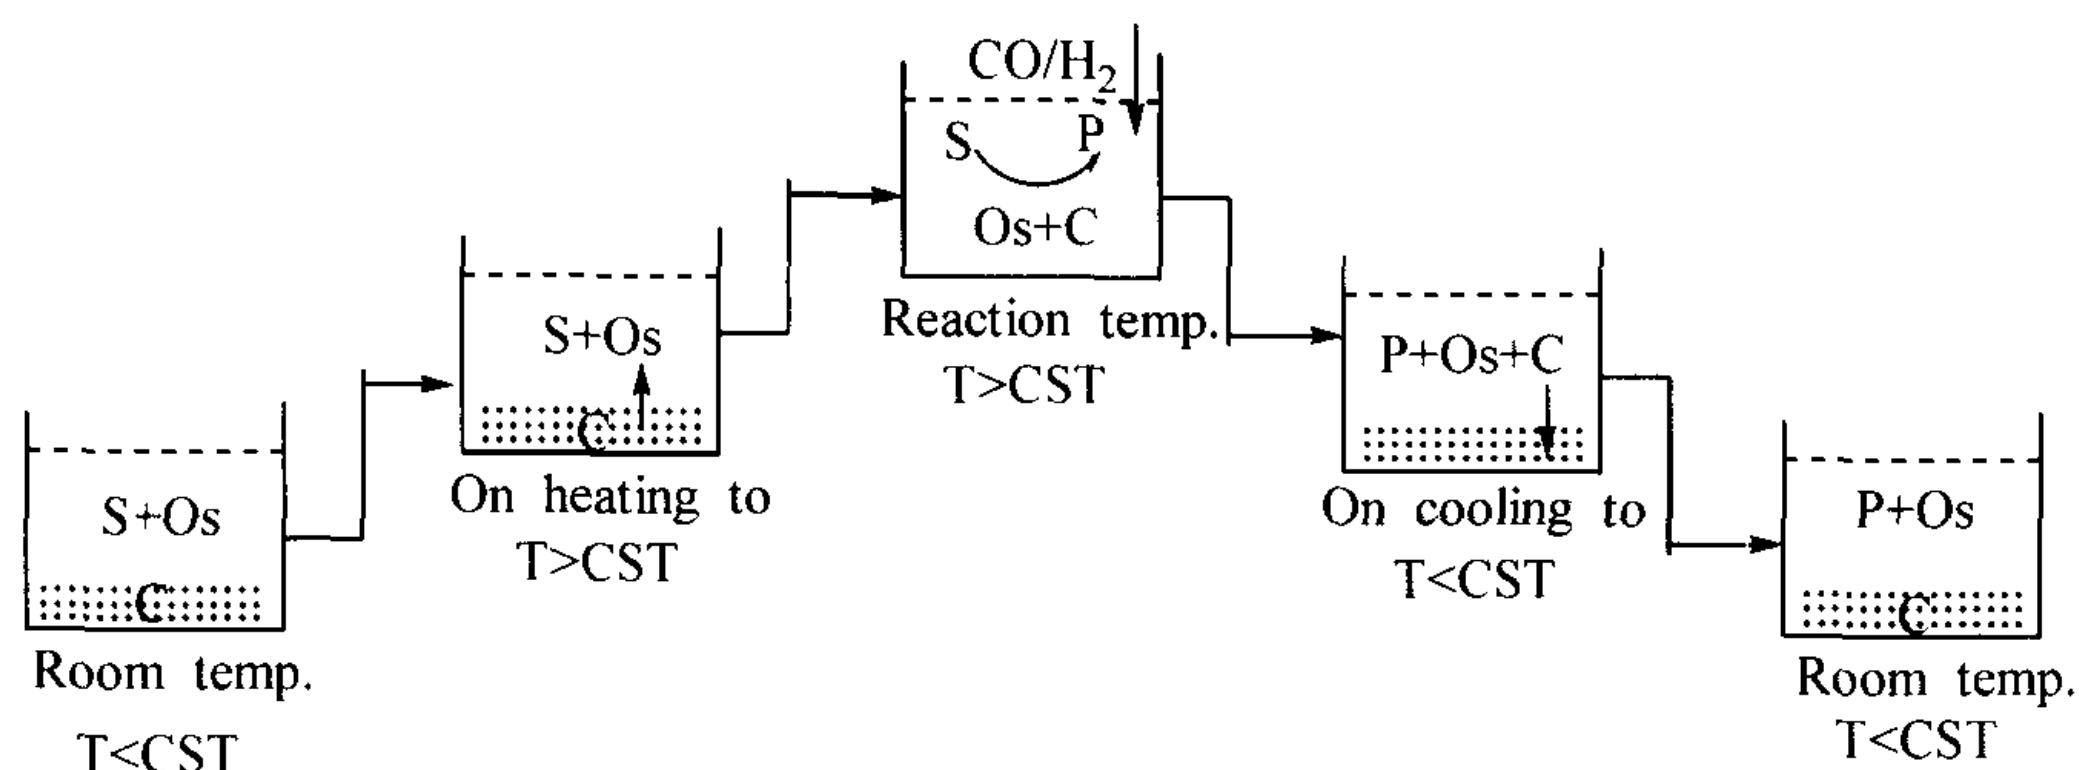 S+Os
C
Room temp.
T<CST
S+Os
C
On heating to
T>CST
CO/H₂
S P
Os+C
Reaction temp.
T>CST
P+Os+C
On cooling to
T<CST
P+Os
C
Room temp.
T<CST